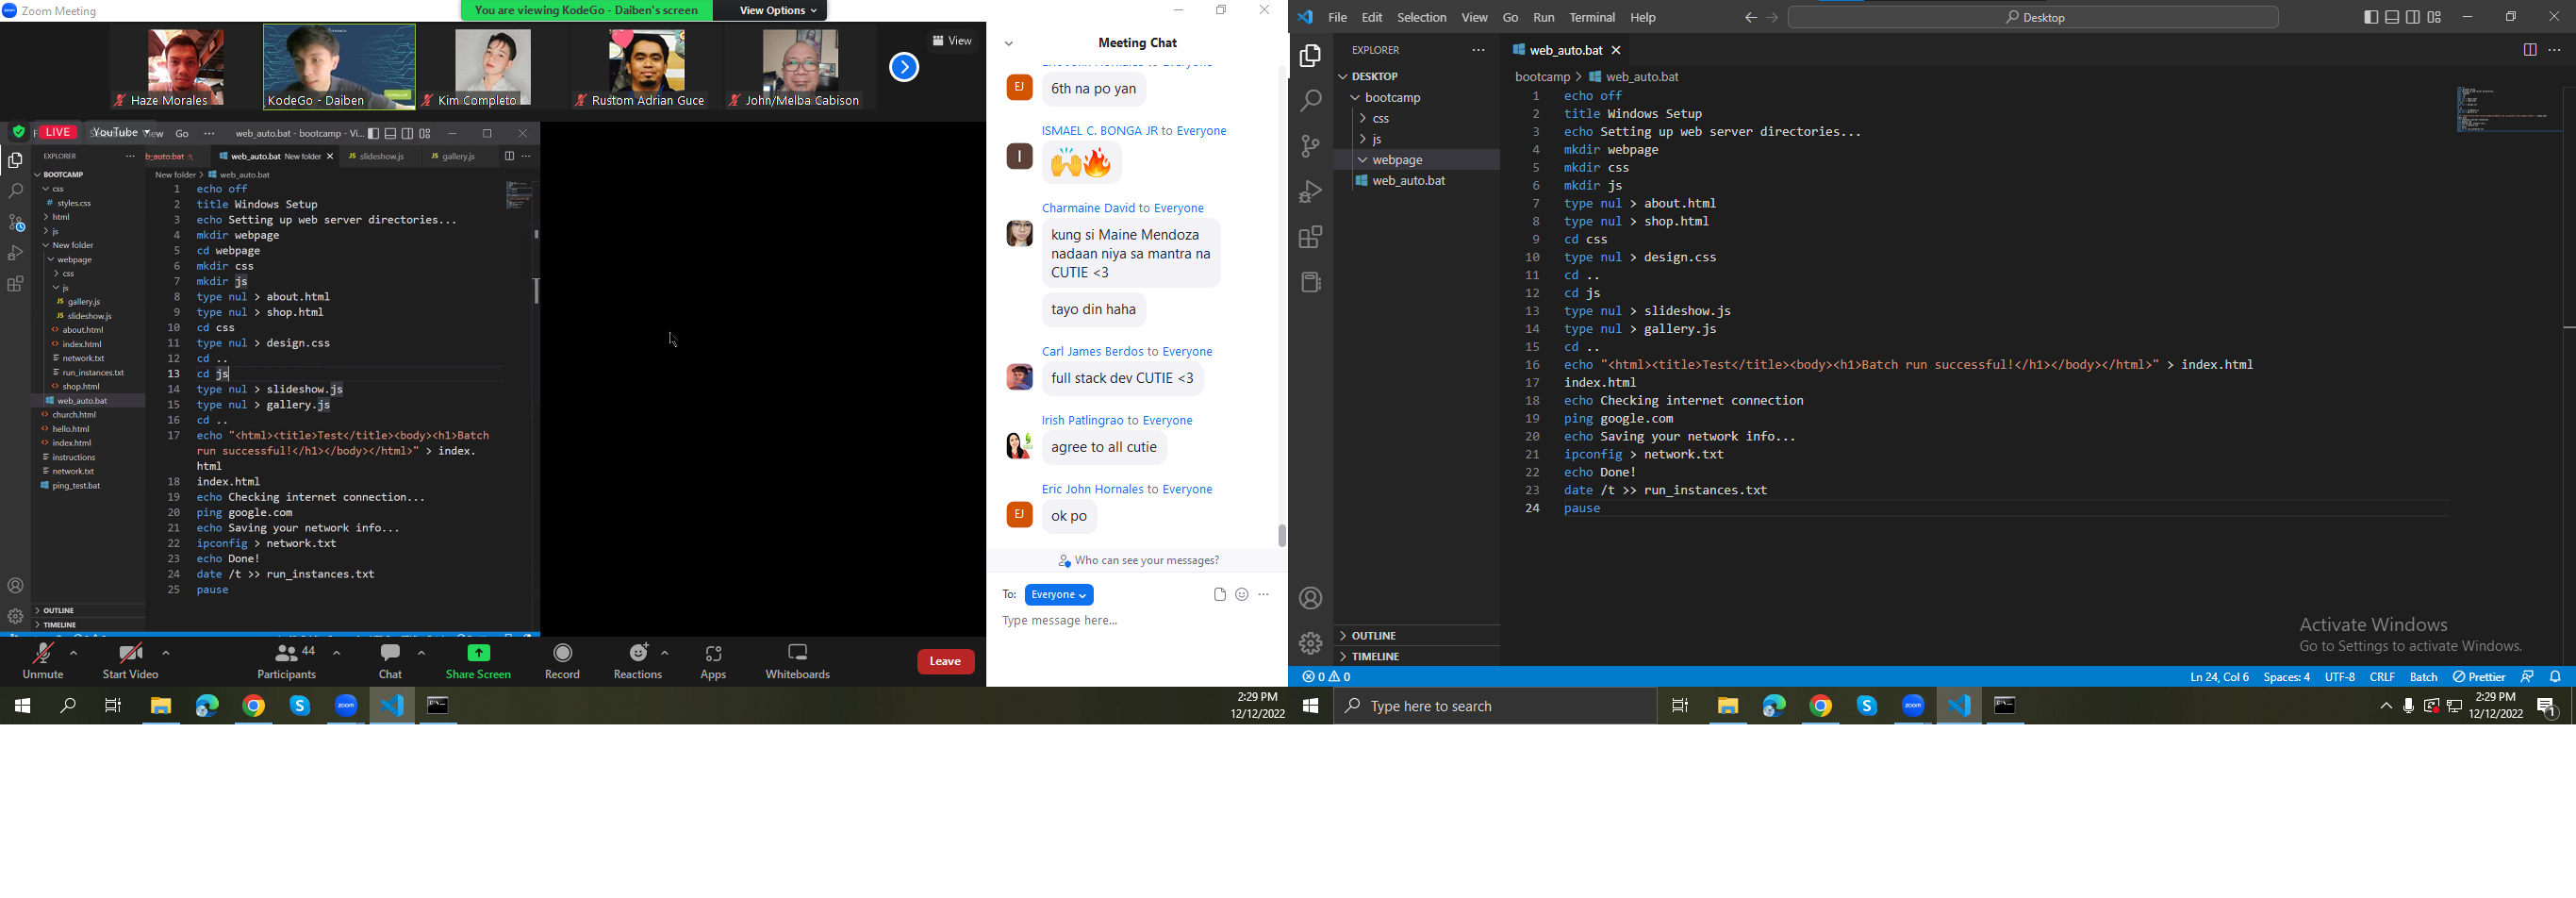 Zoom Meeting
You are viewing KodeGo - Daiben's screen
View Options
View
Haze Morales
KodeGo - Daiben
Kim Completo
Rustom Adrian Guce
John/Melba Cabison
LIVE
YouTube
View
Go
web_auto.bat - bootcamp - Vi...
EXPLORER
BOOTCAMP
css
styles.css
html
js
New folder
webpage
css
js
gallery.js
slideshow.js
about.html
index.html
network.txt
run_instances.txt
shop.html
web_auto.bat
church.html
hello.html
index.html
instructions
network.txt
ping_test.bat
OUTLINE
TIMELINE
web_auto.bat New folder
slideshow.js
gallery.js
New folder > web_auto.bat
1 echo off
2 title Windows Setup
3 echo Setting up web server directories...
4 mkdir webpage
5 cd webpage
6 mkdir css
7 mkdir js
8 type nul > about.html
9 type nul > shop.html
10 cd css
11 type nul > design.css
12 cd ..
13 cd js
14 type nul > slideshow.js
15 type nul > gallery.js
16 cd ..
17 echo "<html><title>Test</title><body><h1>Batch
run successful!</h1></body></html>" > index.
html
18 index.html
19 echo Checking internet connection...
20 ping google.com
21 echo Saving your network info...
22 ipconfig > network.txt
23 echo Done!
24 date /t >> run_instances.txt
25 pause
Unmute
Start Video
44
Participants
Chat
Share Screen
Record
Reactions
Apps
Whiteboards
Leave
Meeting Chat
EJ
6th na po yan
ISMAEL C. BONGA JR to Everyone
I
🙌🔥
Charmaine David to Everyone
kung si Maine Mendoza
nadaan niya sa mantra na
CUTIE <3
tayo din haha
Carl James Berdos to Everyone
full stack dev CUTIE <3
Irish Patlingrao to Everyone
agree to all cutie
Eric John Hornales to Everyone
EJ
ok po
Who can see your messages?
To: Everyone
Type message here...
2:29 PM
12/12/2022
File Edit Selection View Go Run Terminal Help
Desktop
EXPLORER
DESKTOP
bootcamp
css
js
webpage
web_auto.bat
OUTLINE
TIMELINE
web_auto.bat
bootcamp > web_auto.bat
1 echo off
2 title Windows Setup
3 echo Setting up web server directories...
4 mkdir webpage
5 mkdir css
6 mkdir js
7 type nul > about.html
8 type nul > shop.html
9 cd css
10 type nul > design.css
11 cd ..
12 cd js
13 type nul > slideshow.js
14 type nul > gallery.js
15 cd ..
16 echo "<html><title>Test</title><body><h1>Batch run successful!</h1></body></html>" > index.html
17 index.html
18 echo Checking internet connection
19 ping google.com
20 echo Saving your network info...
21 ipconfig > network.txt
22 echo Done!
23 date /t >> run_instances.txt
24 pause
Activate Windows
Go to Settings to activate Windows.
0 0
Ln 24, Col 6
Spaces: 4
UTF-8
CRLF
Batch
Prettier
Type here to search
zoom
2:29 PM
12/12/2022
1